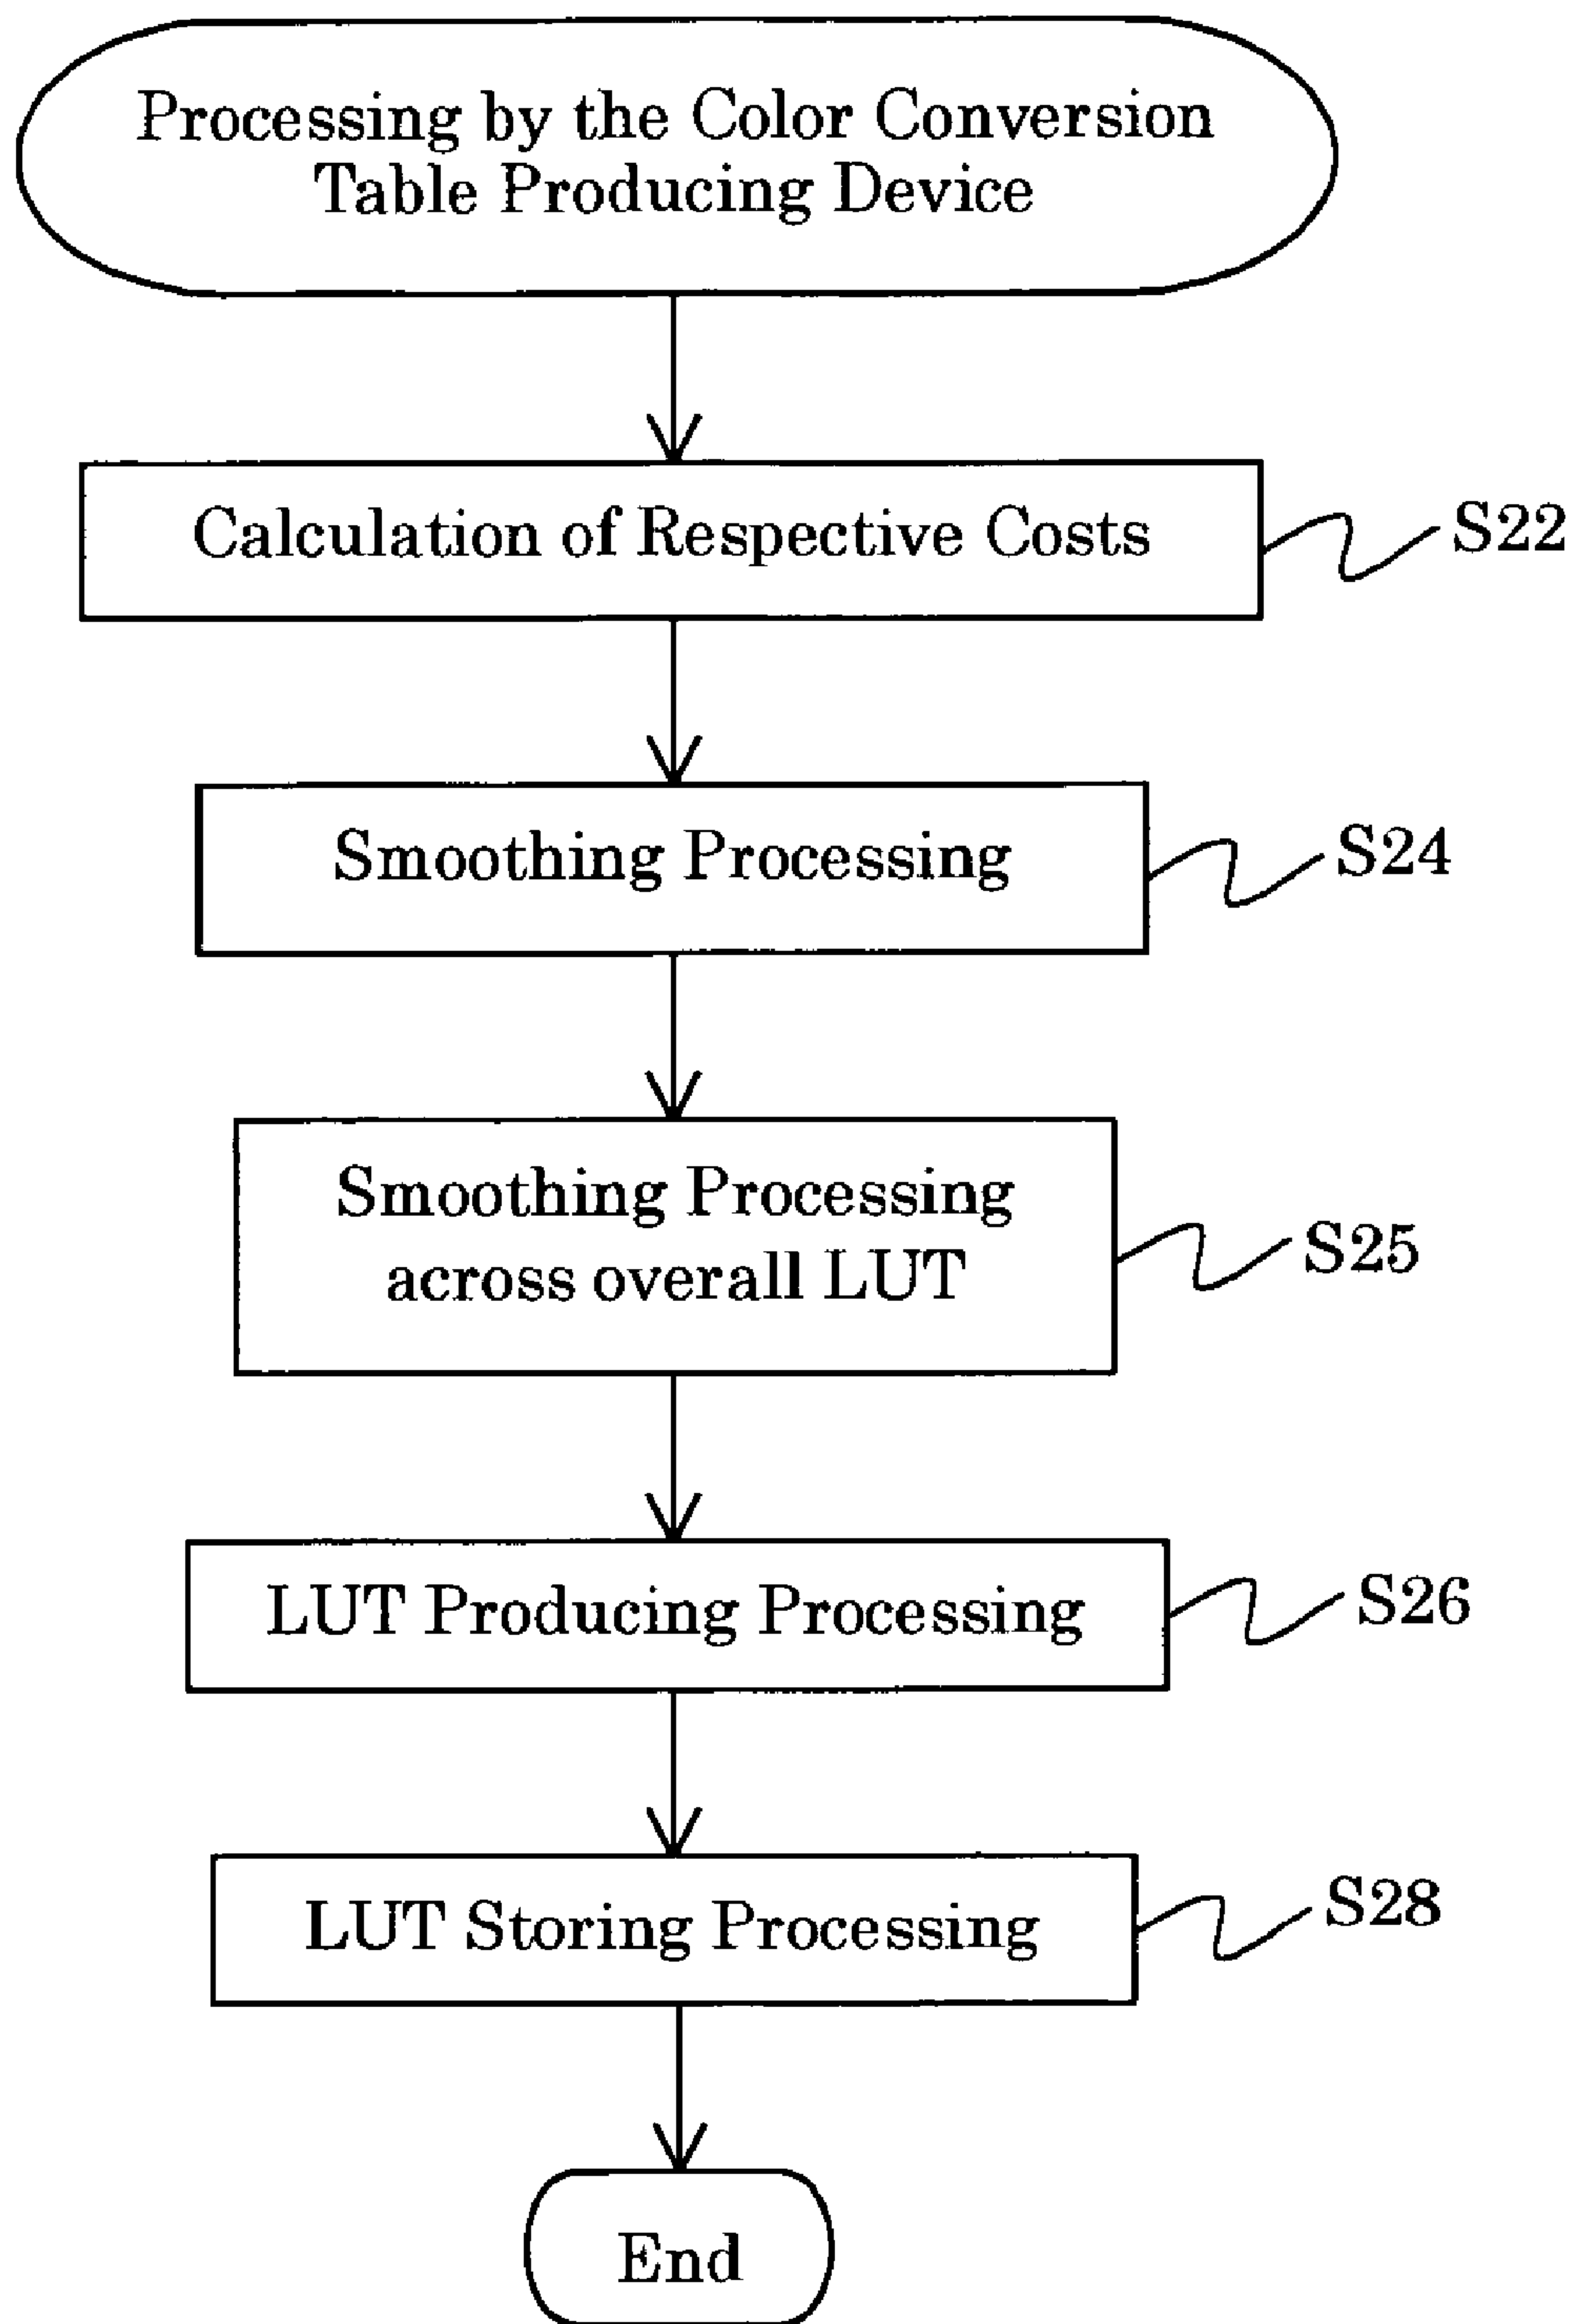 Processing by the Color Conversion
Table Producing Device
Calculation of Respective Costs
S22
Smoothing Processing
S24
Smoothing Processing
across overall LUT
S25
LUT Producing Processing
S26
LUT Storing Processing
S28
End